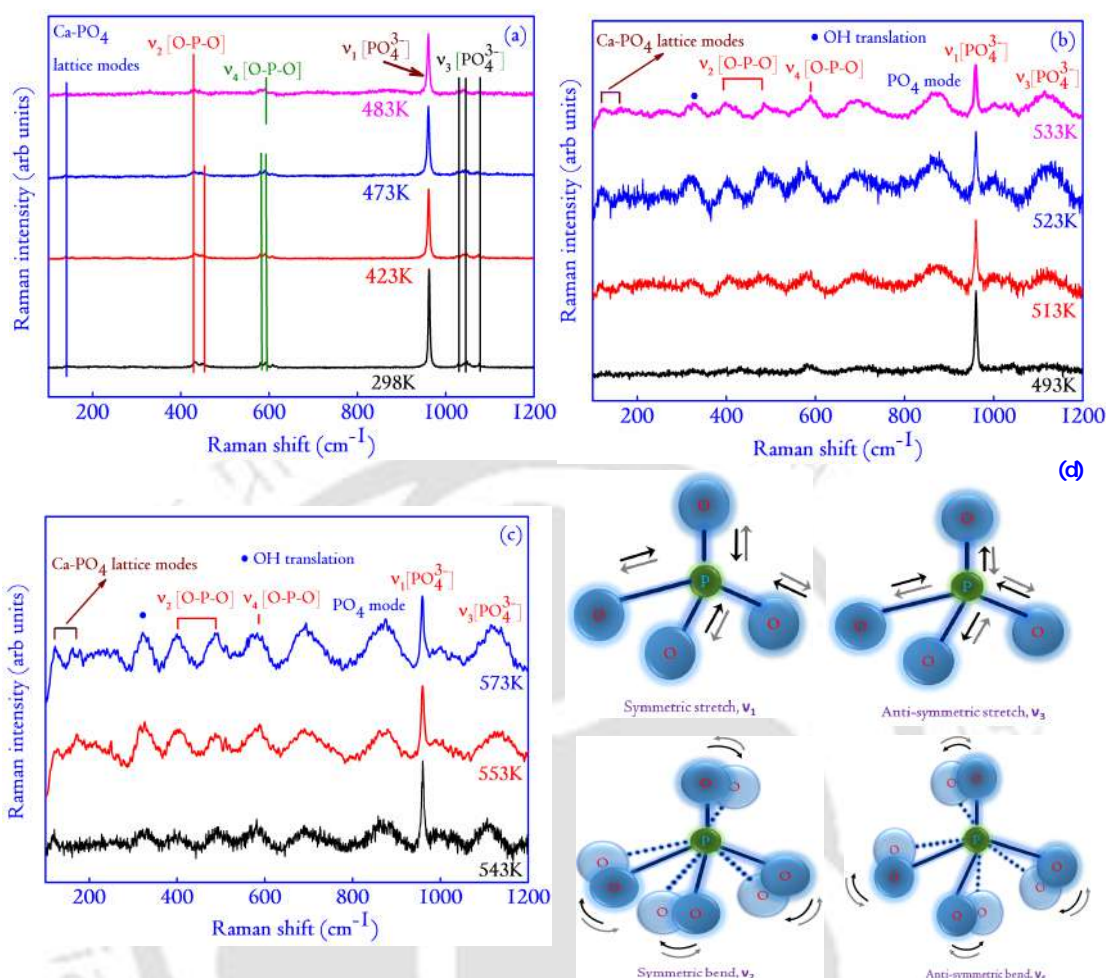 (a)
Ca-PO4
lattice modes
ν2 [O-P-O]
ν4 [O-P-O]
ν1 [PO4^3-]
ν3 [PO4^3-]
483K
473K
423K
298K
Raman intensity (arb units)
200 400 600 800 1000 1200
Raman shift (cm^-1)
(b)
Ca-PO4 lattice modes
• OH translation
ν2 [O-P-O]
ν4 [O-P-O]
PO4 mode
ν1[PO4^3-]
ν3[PO4^3-]
533K
523K
513K
493K
Raman intensity (arb units)
200 400 600 800 1000 1200
Raman shift (cm^-1)
(c)
Ca-PO4 lattice modes
• OH translation
ν2 [O-P-O]
ν4 [O-P-O]
PO4 mode
ν1[PO4^3-]
ν3[PO4^3-]
573K
553K
543K
Raman intensity (arb units)
200 400 600 800 1000 1200
Raman shift (cm^-1)
(d)
O
P
O
O
O
Symmetric stretch, ν1
O
P
O
O
O
Anti-symmetric stretch, ν3
O O
P
O O
O O
O O
Symmetric bend, ν2
O O
P
O O
O O
O O
Anti-symmetric bend,